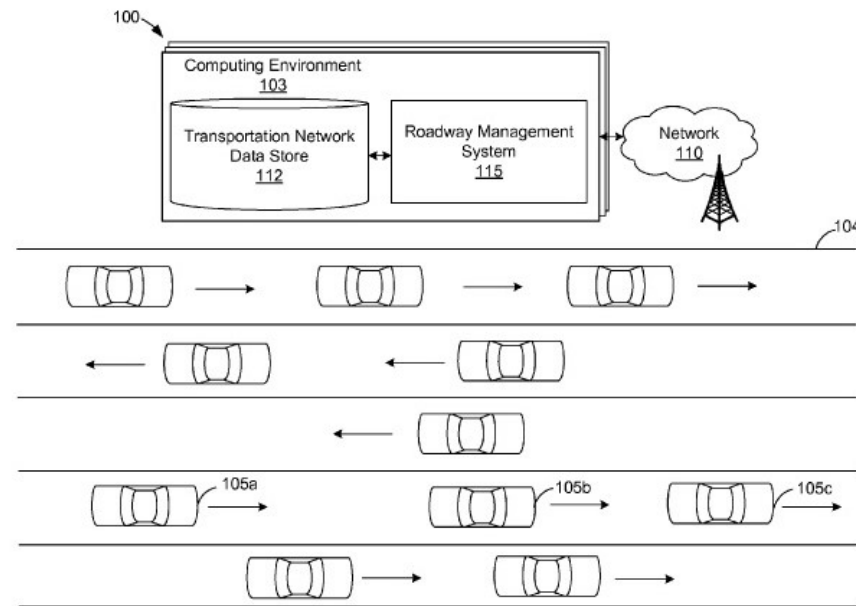 100
Computing Environment
103
Transportation Network
Data Store
112
Roadway Management
System
115
Network
110
104
105a
105b
105c